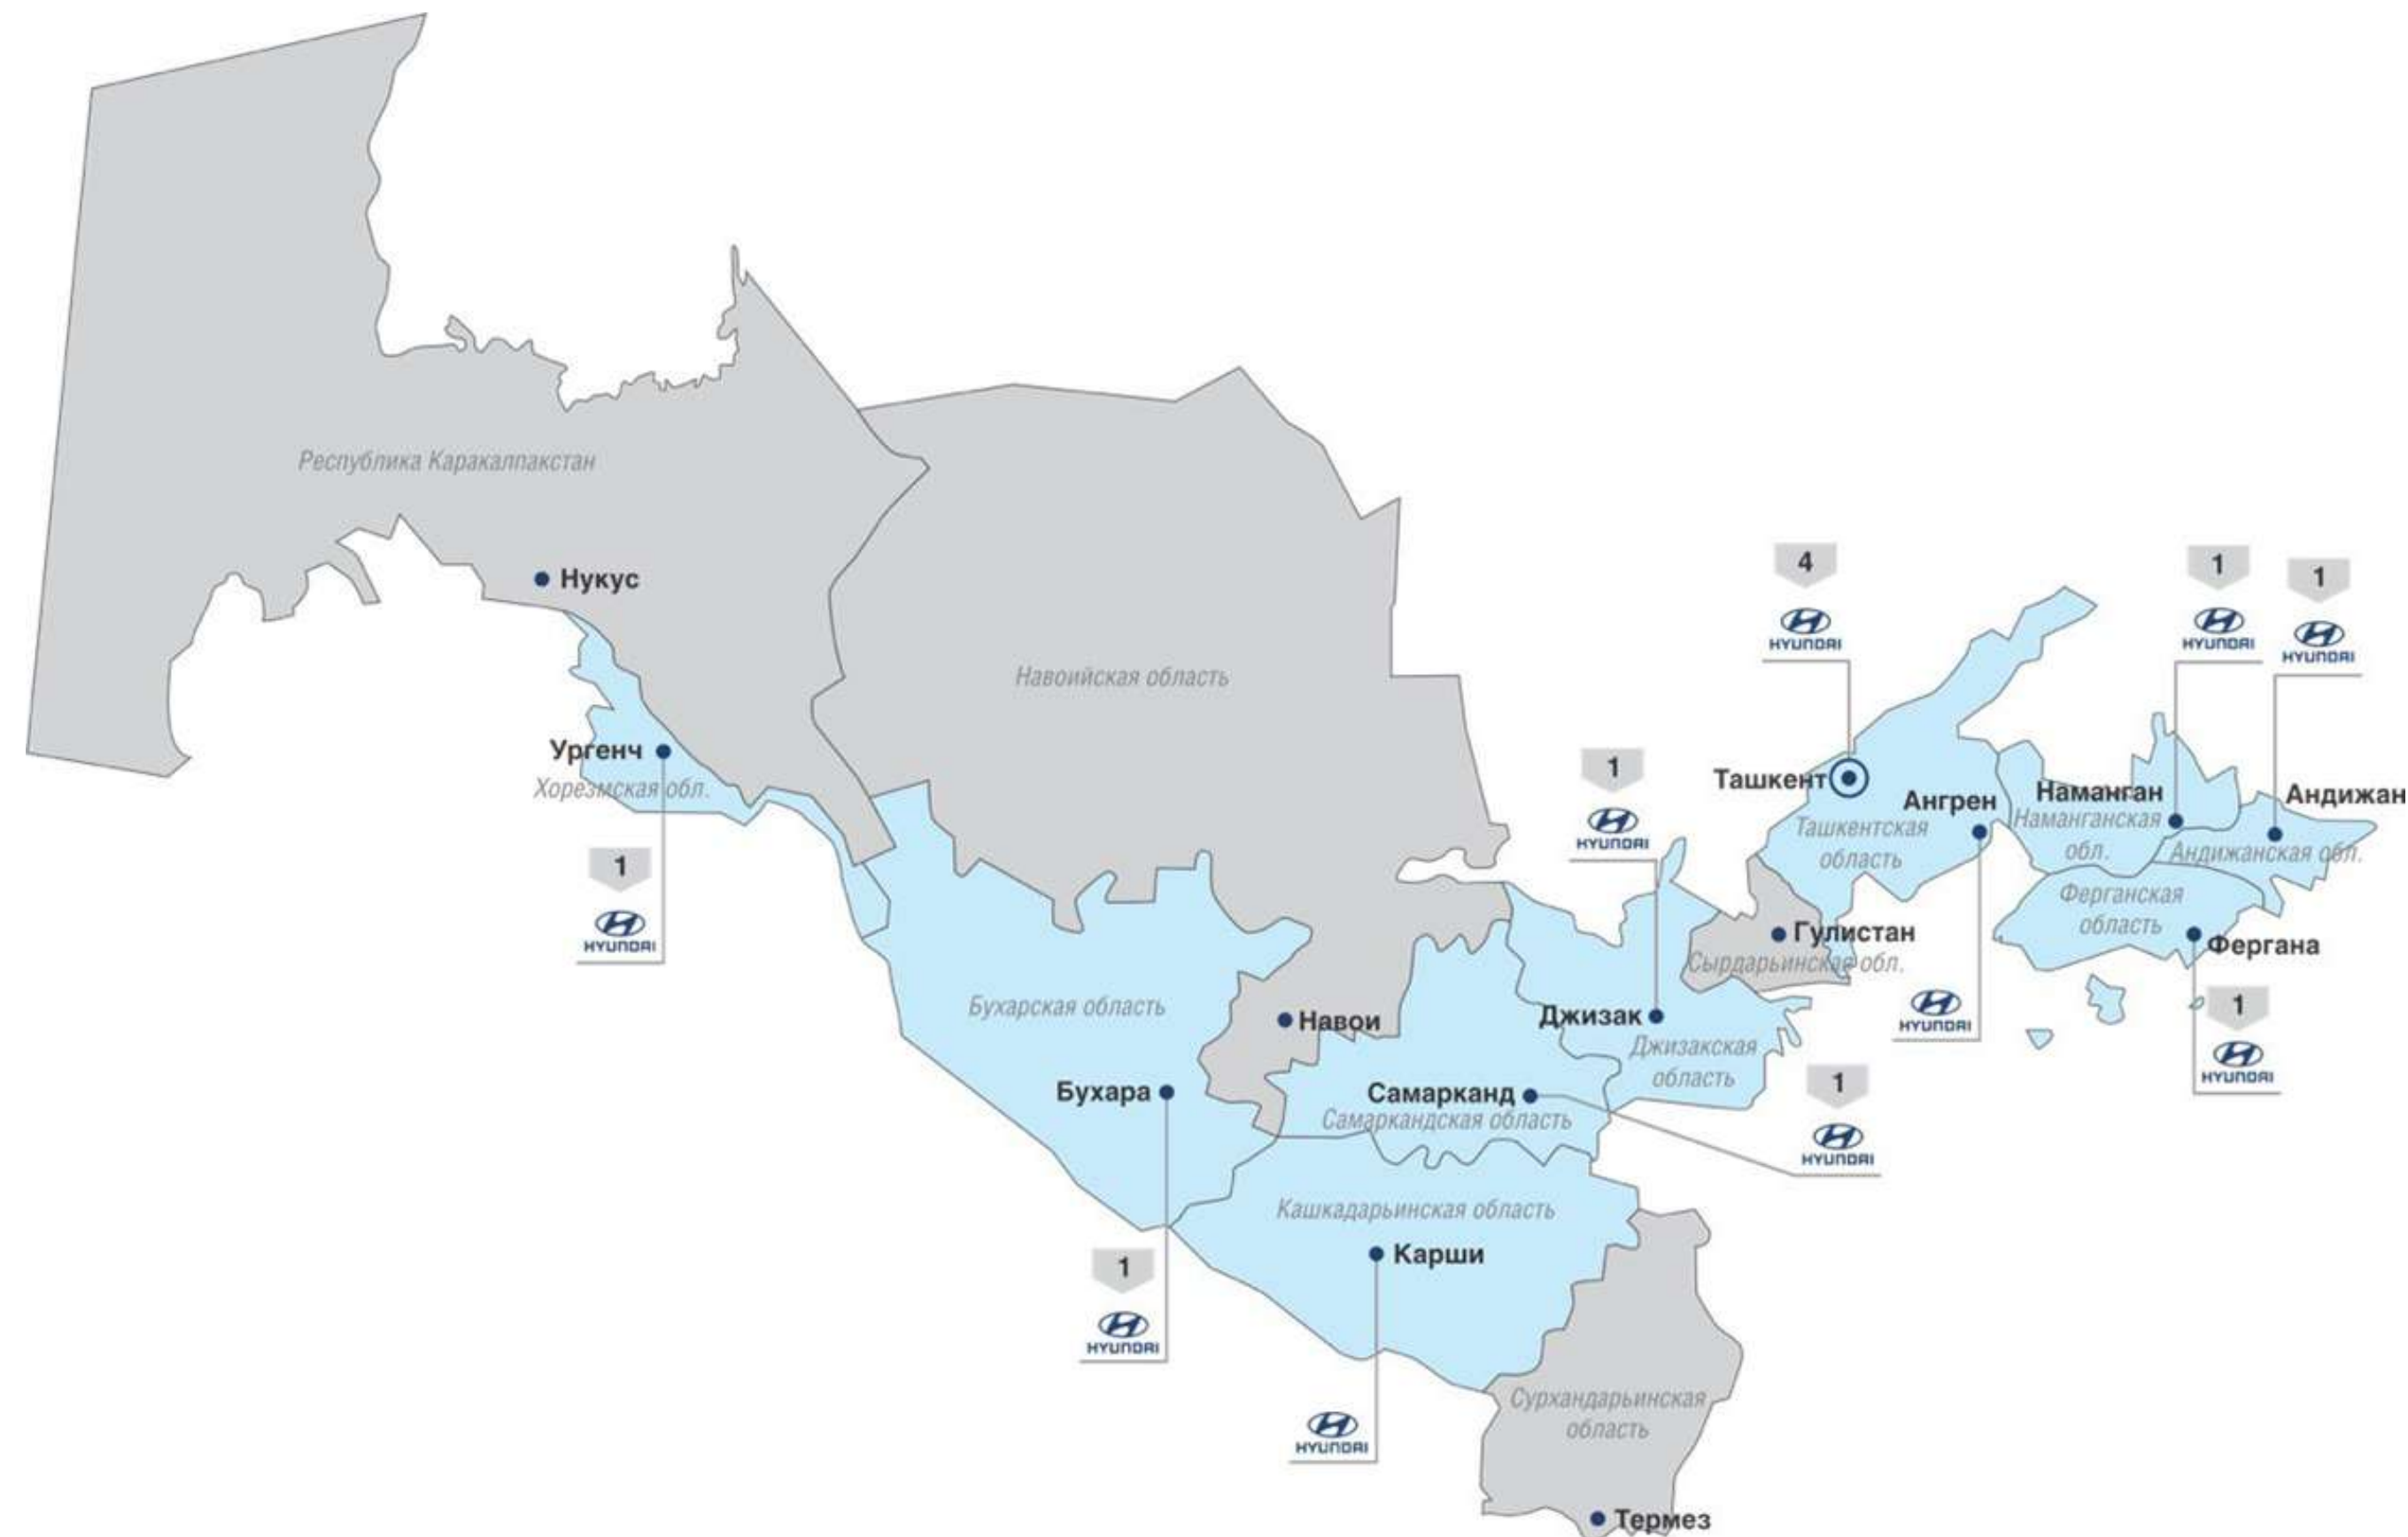 Республика Каракалпакстан
Нукус
4
HYUNDAI
1
HYUNDAI
1
HYUNDAI
Навоийская область
Ургенч
Хорезмская обл.
1
HYUNDAI
1
HYUNDAI
Ташкент
Ангрен
Ташкентская
область
Наманган
Наманганская
обл.
Андижан
Андижанская обл.
Ферганская
область
Фергана
Гулистан
Сырдарьинская обл.
HYUNDAI
1
HYUNDAI
Бухарская область
Навои
Джизак
Джизакская
область
Бухара
Самарканд
Самаркандская область
1
HYUNDAI
Кашкадарьинская область
Карши
1
HYUNDAI
HYUNDAI
Сурхандарьинская
область
Термез